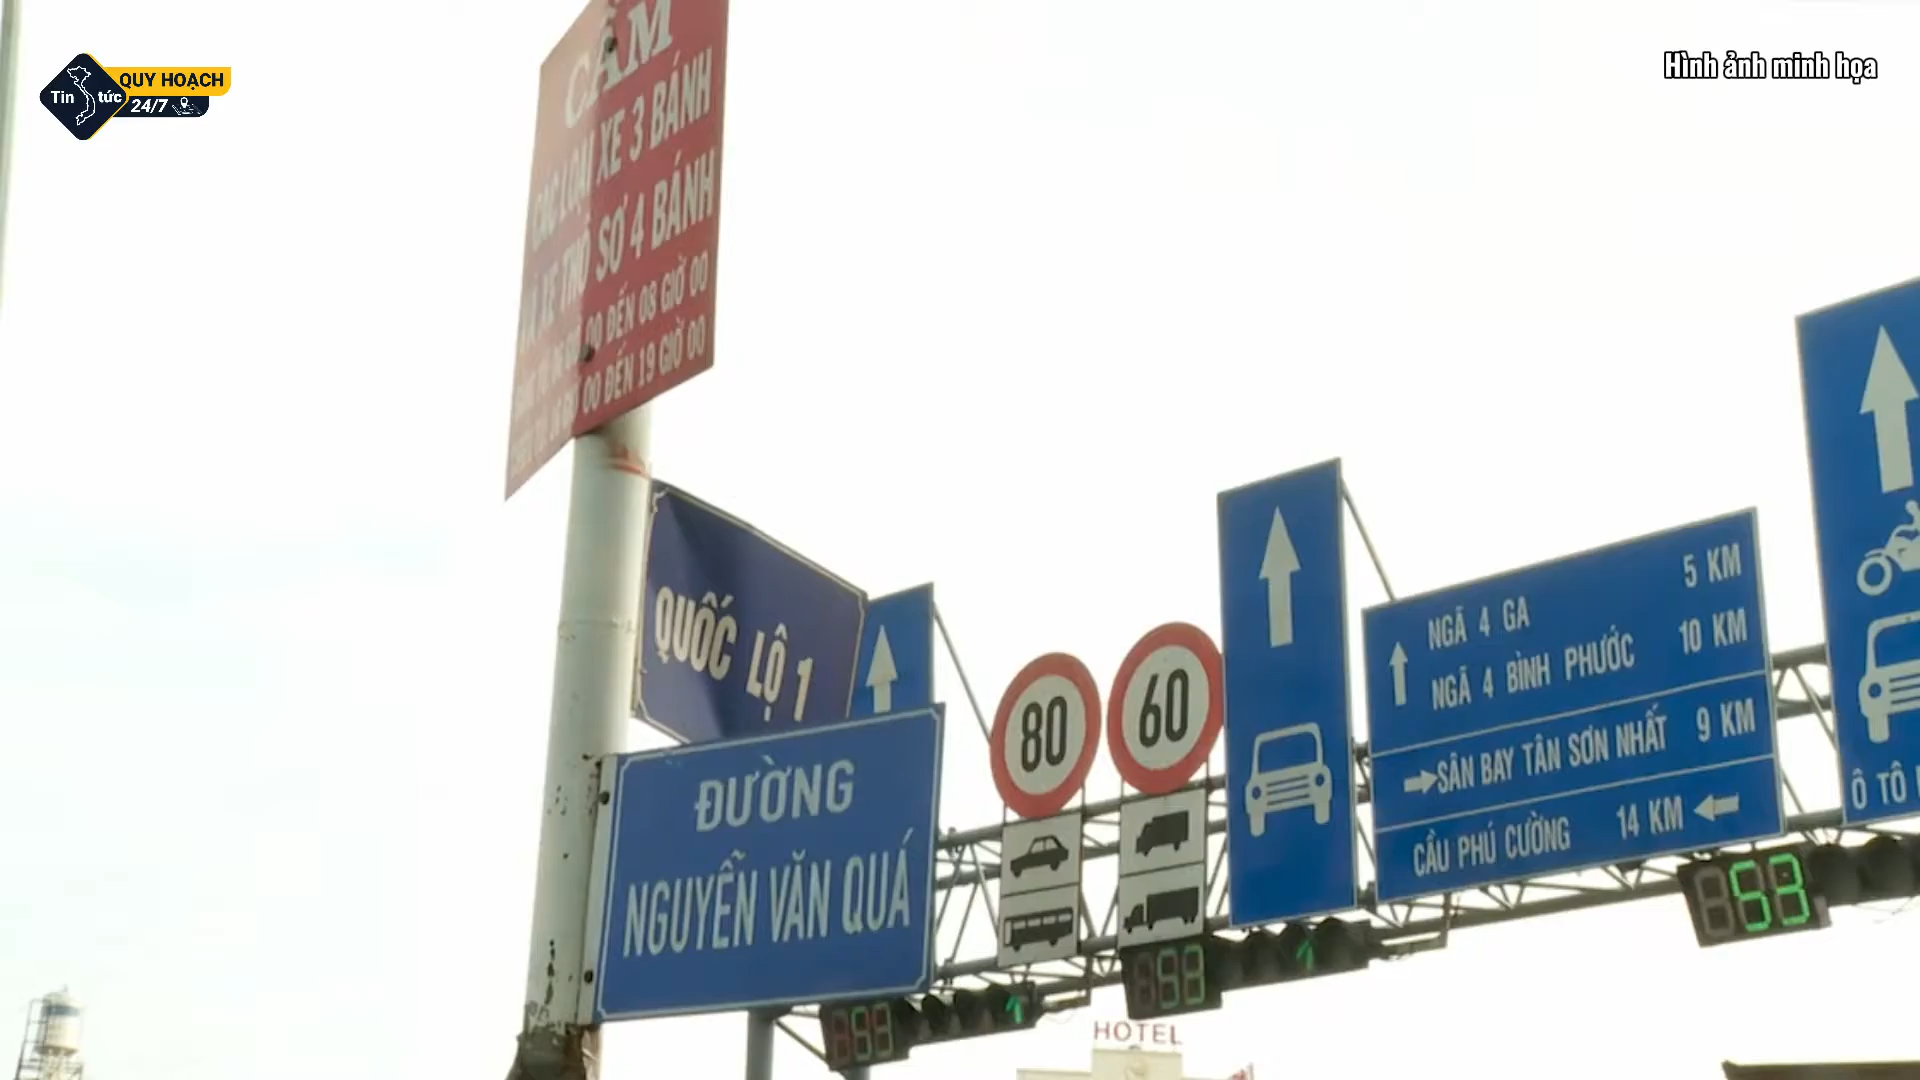 Tin tức
QUY HOẠCH
24/7
Hình ảnh minh họa
CẤM
CÁC LOẠI XE 3 BÁNH
VÀ XE THÔ SƠ 4 BÁNH
00 ĐẾN 08 GIỜ 00
00 ĐẾN 19 GIỜ 00
QUỐC LỘ 1
ĐƯỜNG
NGUYỄN VĂN QUÁ
80
60
NGÃ 4 GA 5 KM
NGÃ 4 BÌNH PHƯỚC 10 KM
SÂN BAY TÂN SƠN NHẤT 9 KM
CẦU PHÚ CƯỜNG 14 KM
Ô TÔ
53
53
53
HOTEL